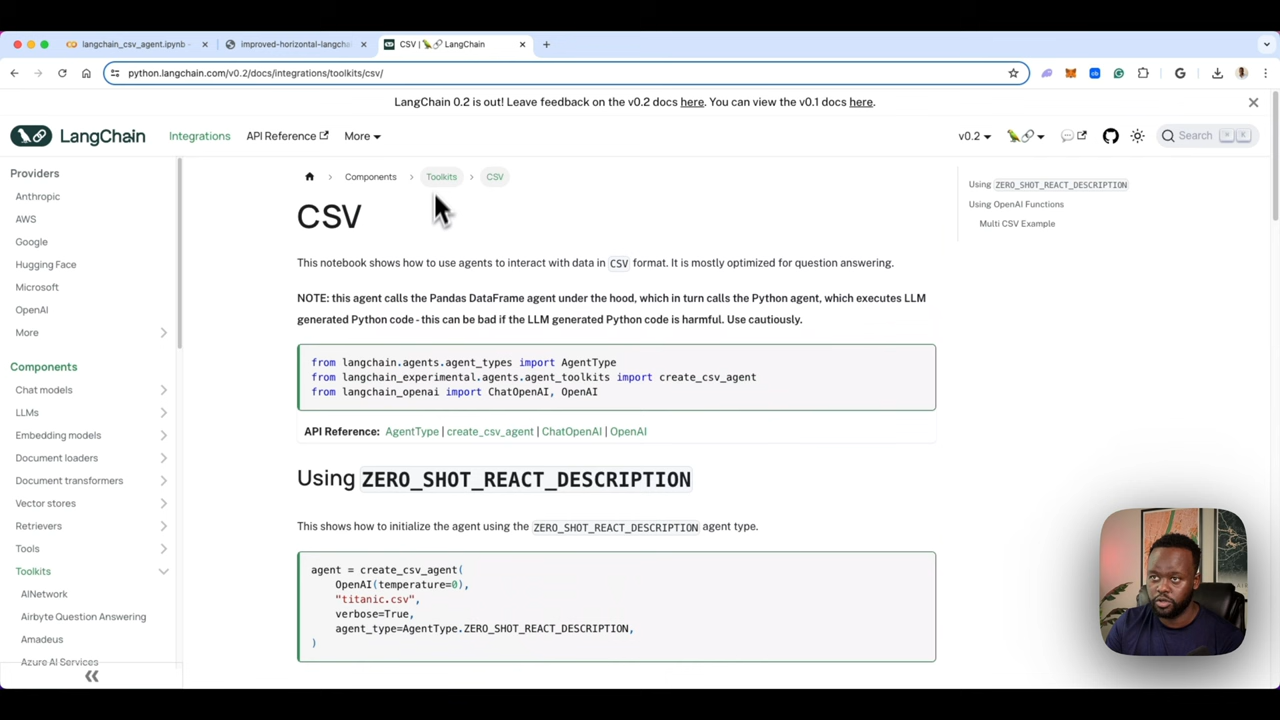 langchain_csv_agent.ipynb -
improved-horizontal-langcha
CSV | 🦜️🔗 LangChain
python.langchain.com/v0.2/docs/integrations/toolkits/csv/
LangChain 0.2 is out! Leave feedback on the v0.2 docs here. You can view the v0.1 docs here.
LangChain
Integrations
API Reference
More
v0.2
Search
K
Providers
Anthropic
AWS
Google
Hugging Face
Microsoft
OpenAI
More
Components
Chat models
LLMs
Embedding models
Document loaders
Document transformers
Vector stores
Retrievers
Tools
Toolkits
AINetwork
Airbyte Question Answering
Amadeus
Azure AI Services
Components
Toolkits
CSV
CSV
This notebook shows how to use agents to interact with data in CSV format. It is mostly optimized for question answering.
NOTE: this agent calls the Pandas DataFrame agent under the hood, which in turn calls the Python agent, which executes LLM
generated Python code - this can be bad if the LLM generated Python code is harmful. Use cautiously.
from langchain.agents.agent_types import AgentType
from langchain_experimental.agents.agent_toolkits import create_csv_agent
from langchain_openai import ChatOpenAI, OpenAI
API Reference: AgentType | create_csv_agent | ChatOpenAI | OpenAI
Using ZERO_SHOT_REACT_DESCRIPTION
This shows how to initialize the agent using the ZERO_SHOT_REACT_DESCRIPTION agent type.
agent = create_csv_agent(
OpenAI(temperature=0),
"titanic.csv",
verbose=True,
agent_type=AgentType.ZERO_SHOT_REACT_DESCRIPTION,
)
Using ZERO_SHOT_REACT_DESCRIPTION
Using OpenAI Functions
Multi CSV Example